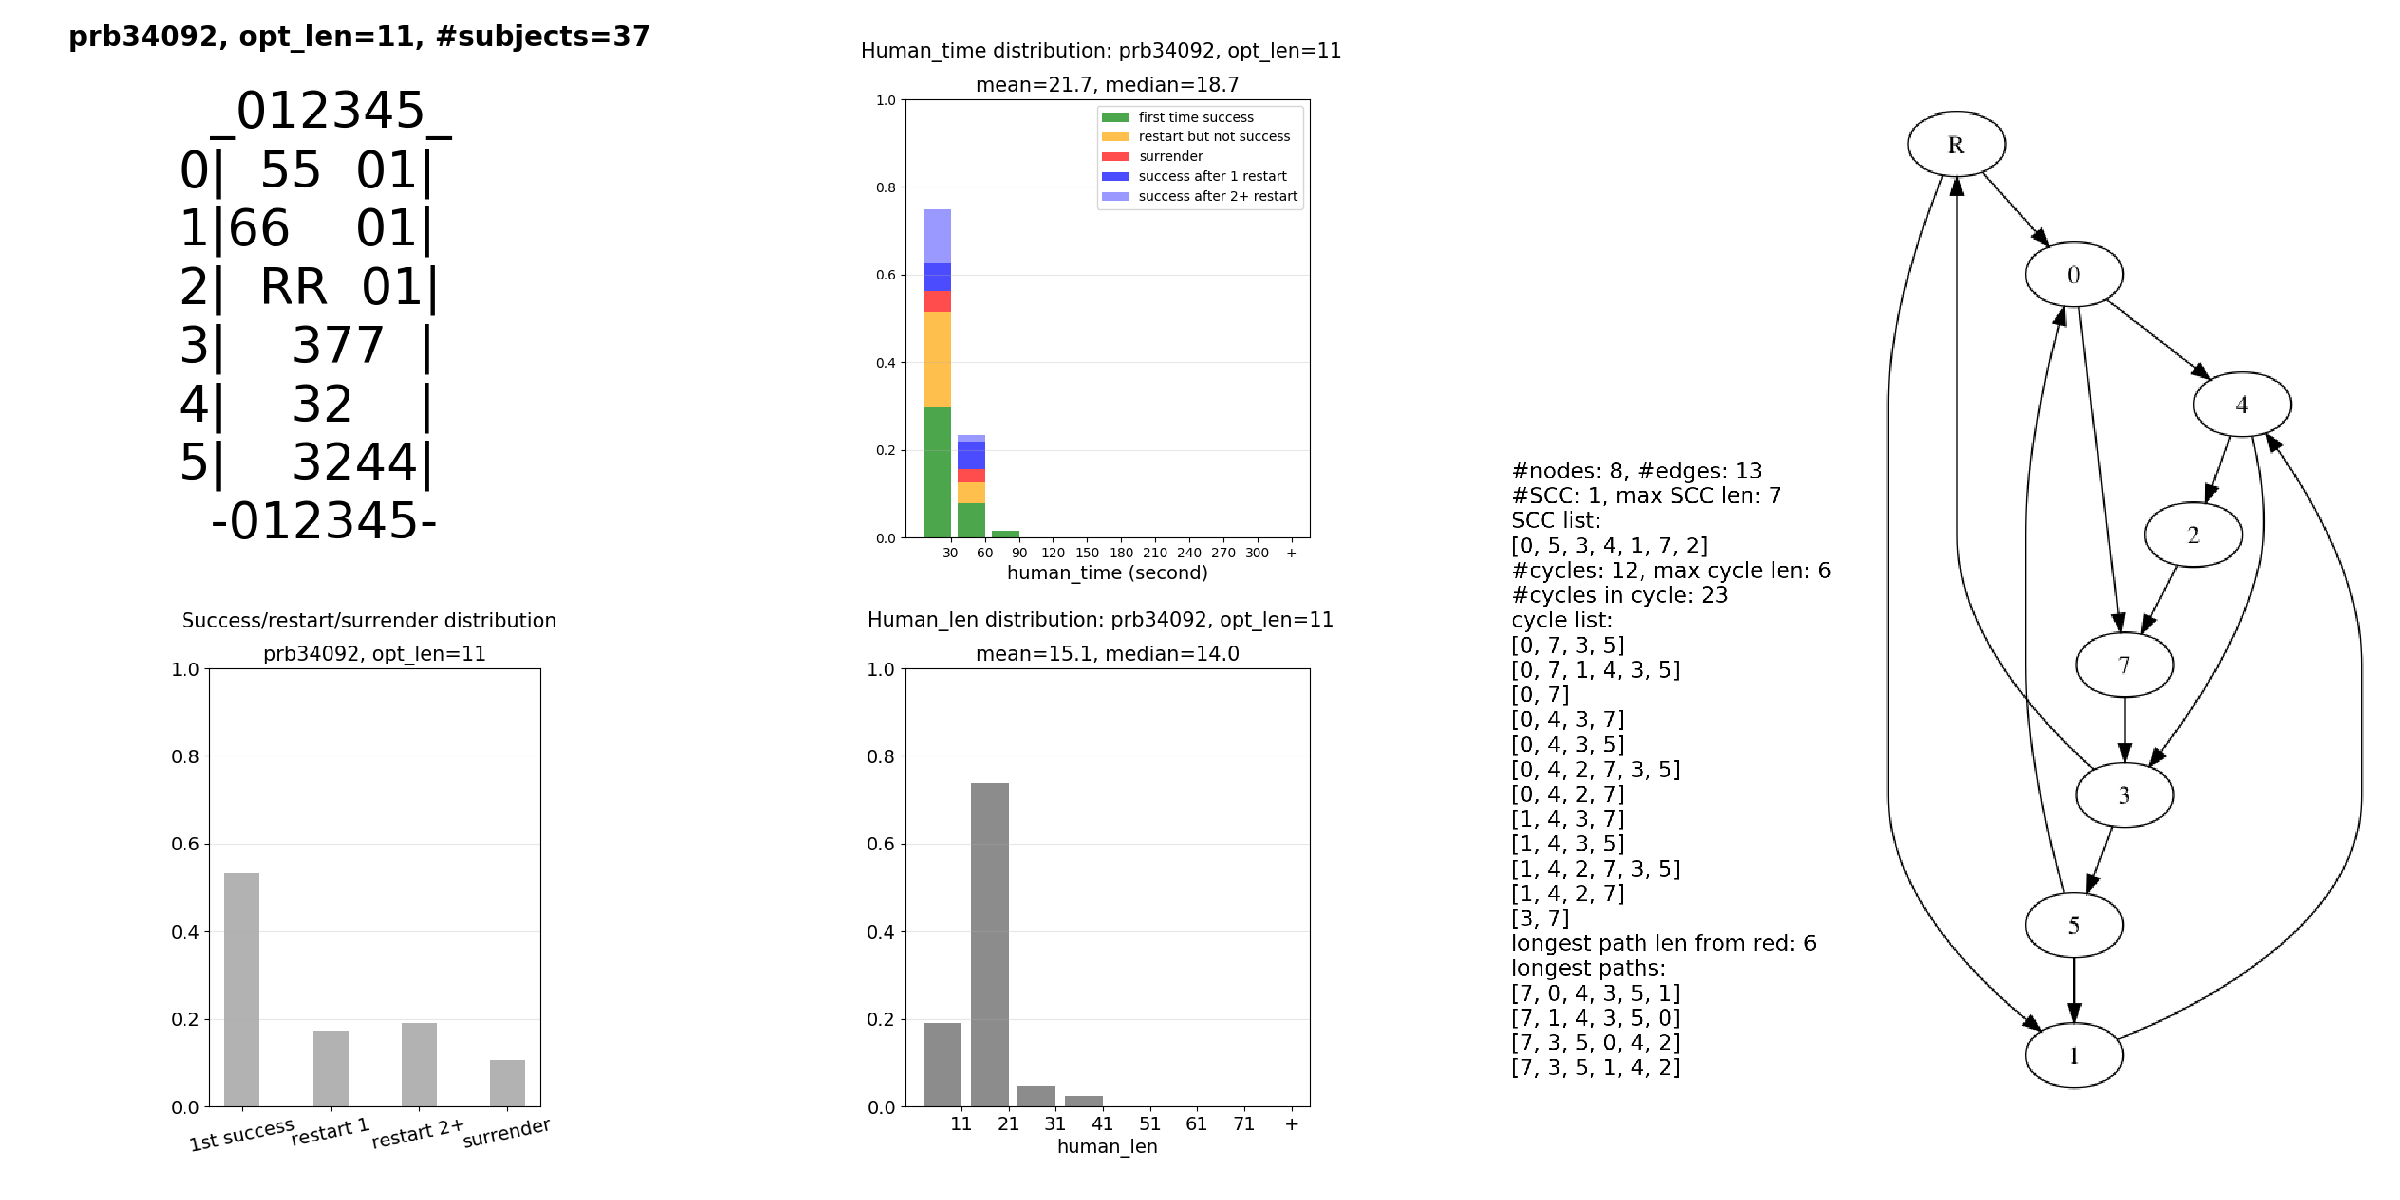 prb34092, opt_len=11, #subjects=37
_012345_
0| 55 01|
1|66  01|
2| RR 01|
3|  377 |
4|  32  |
5|  3244|
-012345-
Human_time distribution: prb34092, opt_len=11
mean=21.7, median=18.7
1.0
0.8
0.6
0.4
0.2
0.0
first time success
restart but not success
surrender
success after 1 restart
success after 2+ restart
30 60 90 120 150 180 210 240 270 300 +
human_time (second)
Success/restart/surrender distribution
prb34092, opt_len=11
1.0
0.8
0.6
0.4
0.2
0.0
1st success restart 1 restart 2+ surrender
Human_len distribution: prb34092, opt_len=11
mean=15.1, median=14.0
1.0
0.8
0.6
0.4
0.2
0.0
11 21 31 41 51 61 71 +
human_len
#nodes: 8, #edges: 13
#SCC: 1, max SCC len: 7
SCC list:
[0, 5, 3, 4, 1, 7, 2]
#cycles: 12, max cycle len: 6
#cycles in cycle: 23
cycle list:
[0, 7, 3, 5]
[0, 7, 1, 4, 3, 5]
[0, 7]
[0, 4, 3, 7]
[0, 4, 3, 5]
[0, 4, 2, 7, 3, 5]
[0, 4, 2, 7]
[1, 4, 3, 7]
[1, 4, 3, 5]
[1, 4, 2, 7, 3, 5]
[1, 4, 2, 7]
[3, 7]
longest path len from red: 6
longest paths:
[7, 0, 4, 3, 5, 1]
[7, 1, 4, 3, 5, 0]
[7, 3, 5, 0, 4, 2]
[7, 3, 5, 1, 4, 2]
R
0
4
2
7
3
5
1